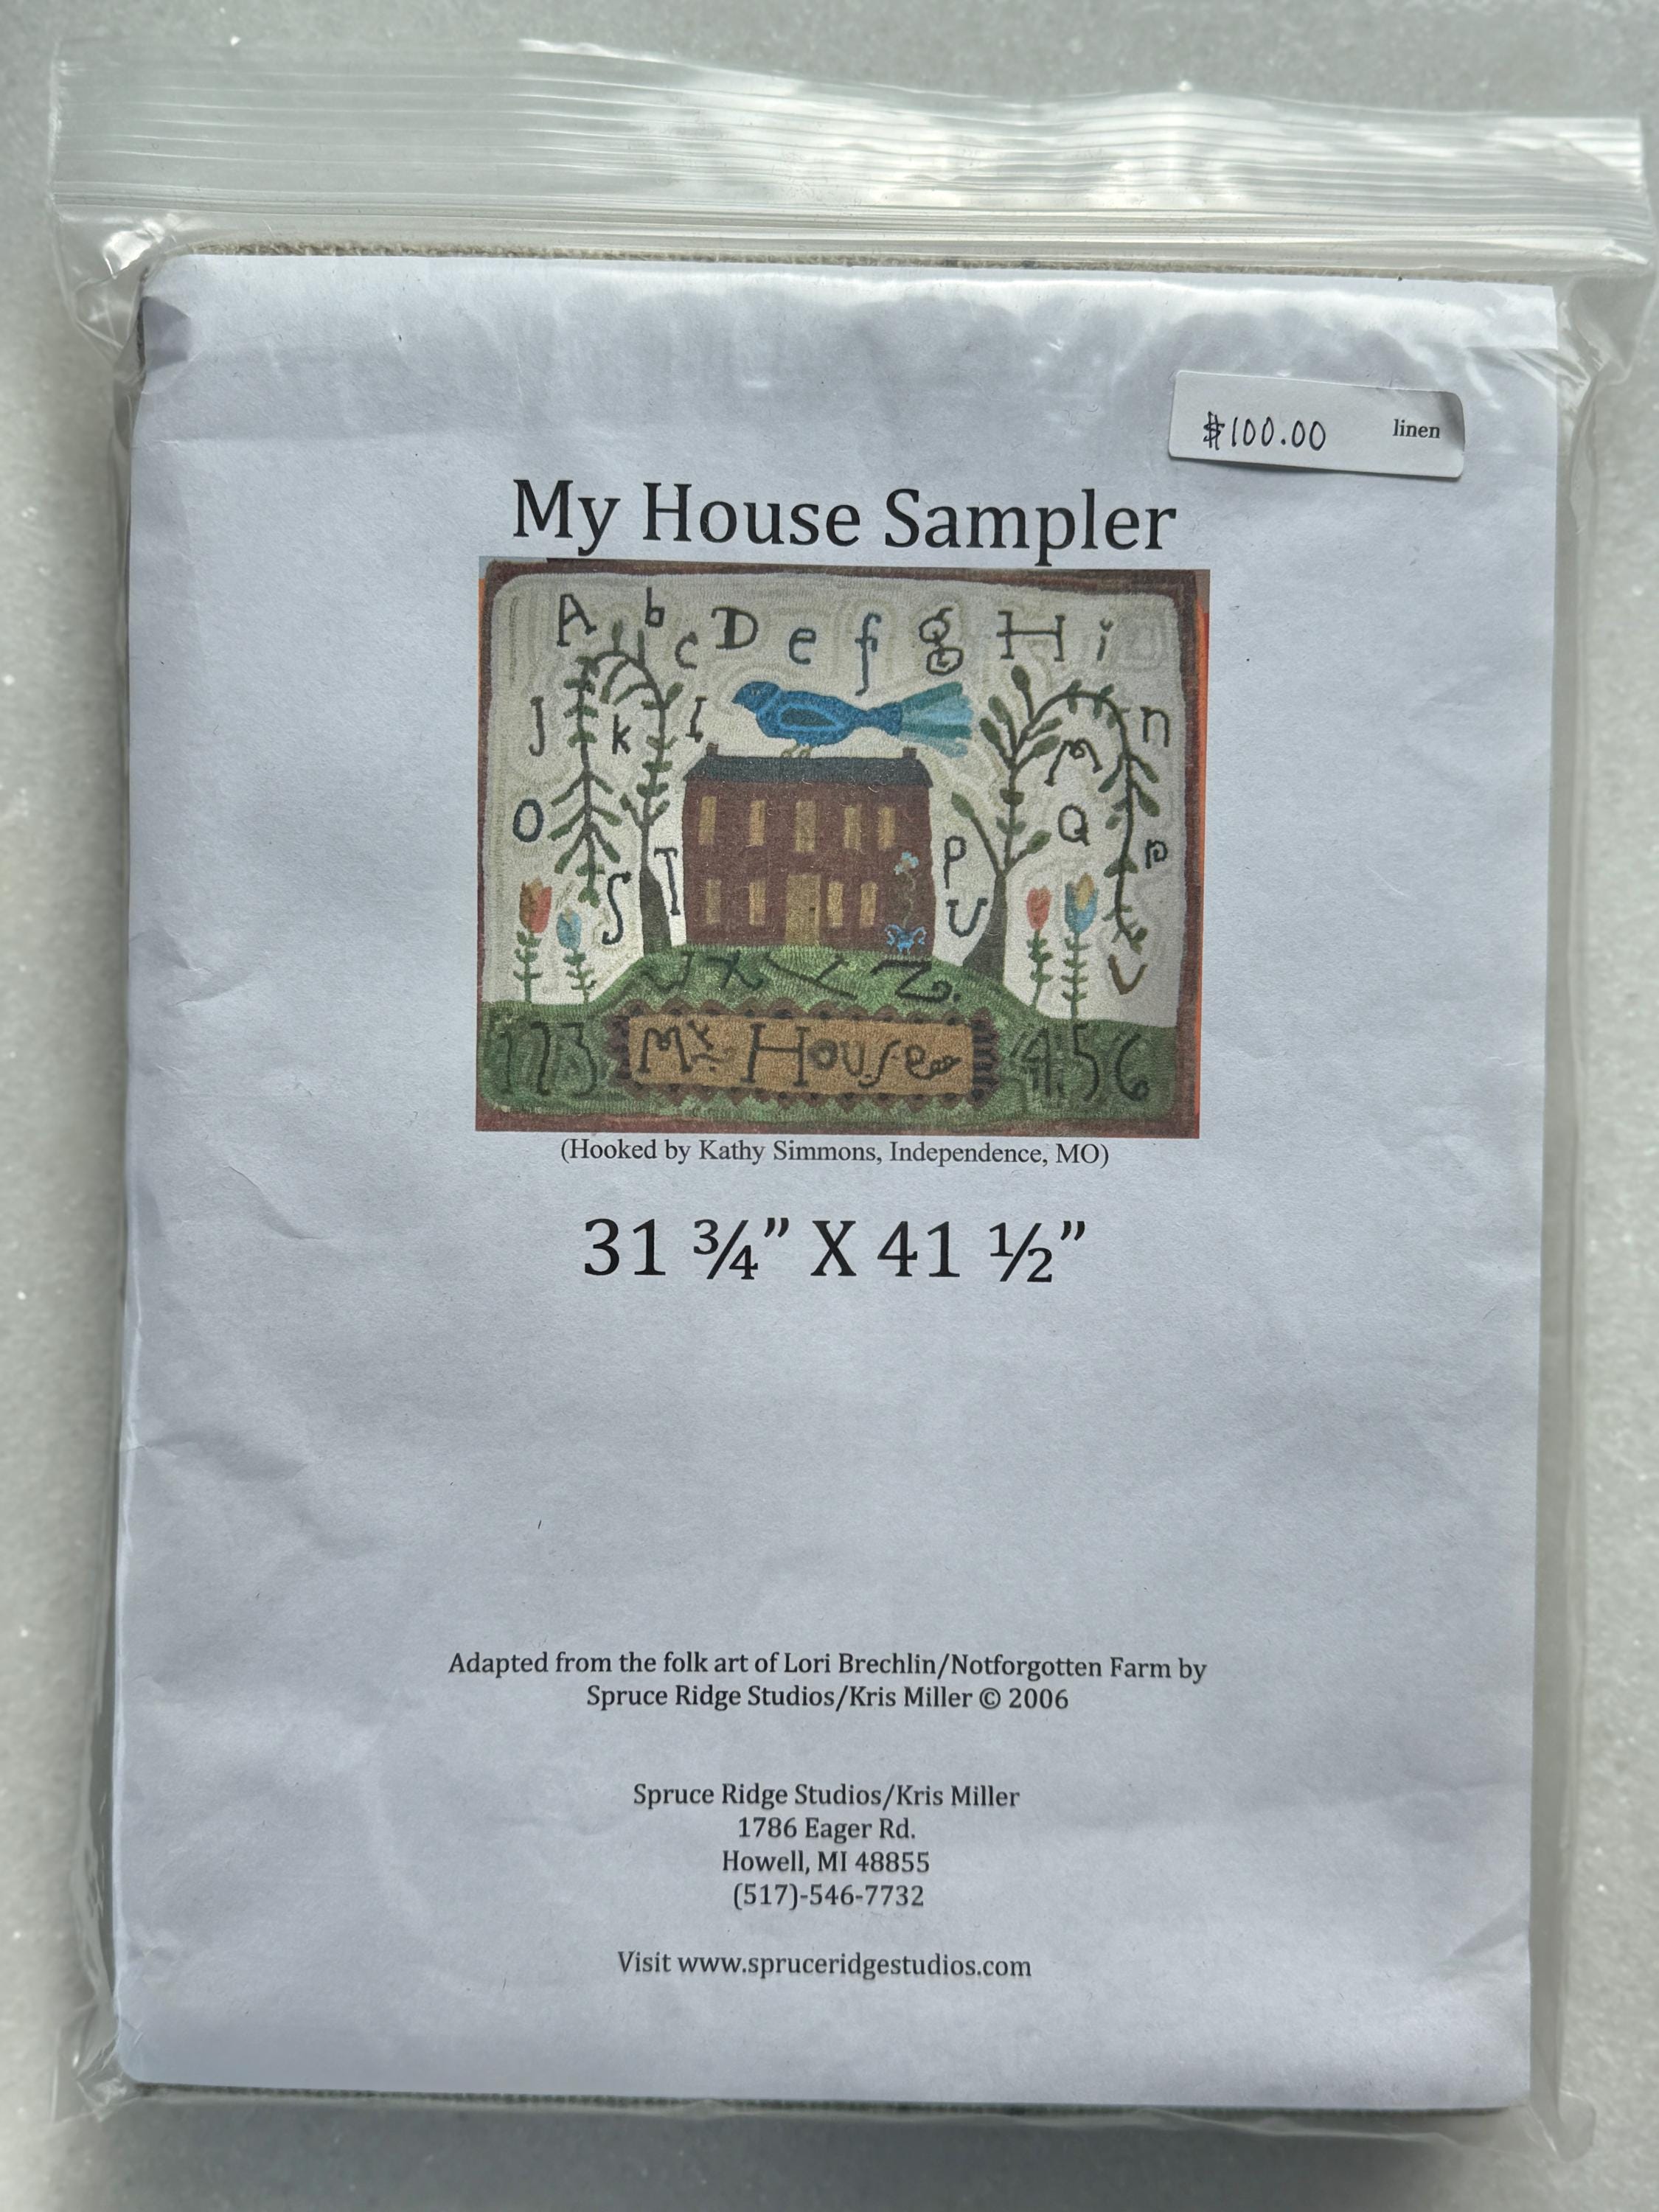 $100.00 linen
My House Sampler
A b c D e f g H i
J k l M n
O Q
P R
S T U V
W X Y Z.
123 My House 456
(Hooked by Kathy Simmons, Independence, MO)
31 ¾” X 41 ½”
Adapted from the folk art of Lori Brechlin/Notforgotten Farm by
Spruce Ridge Studios/Kris Miller © 2006
Spruce Ridge Studios/Kris Miller
1786 Eager Rd.
Howell, MI 48855
(517)-546-7732
Visit www.spruceridgestudios.com